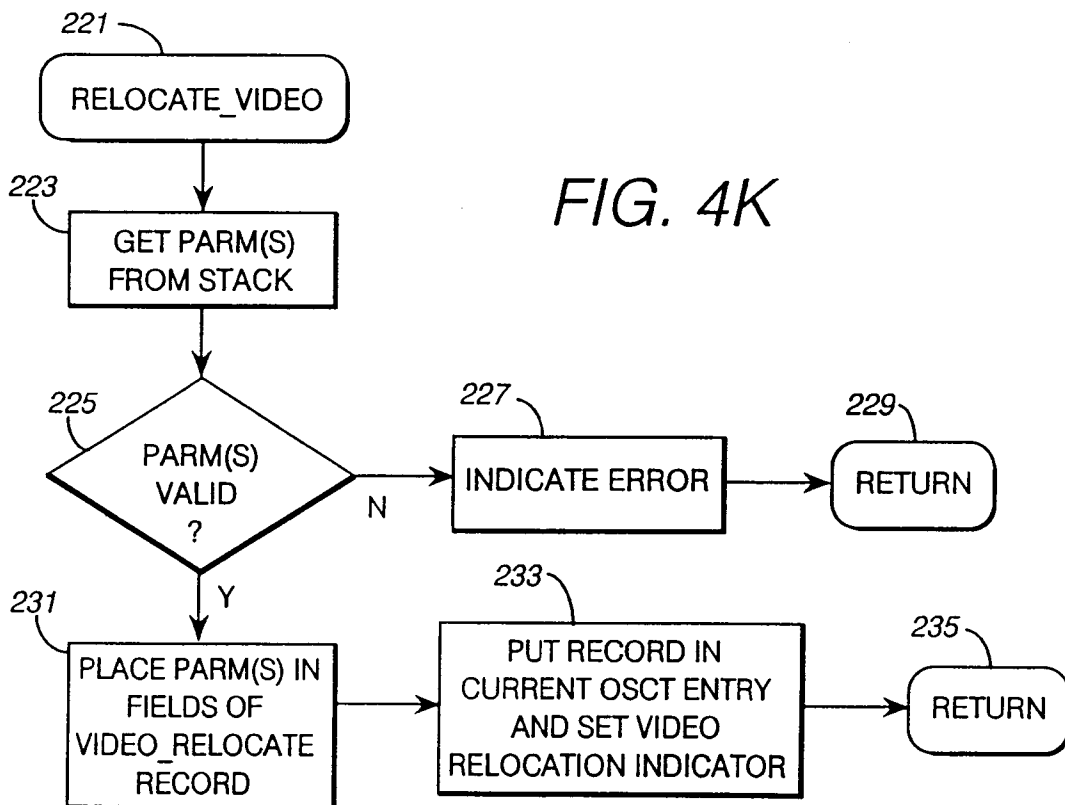 221
RELOCATE_VIDEO
FIG. 4K
223
GET PARM(S)
FROM STACK
225
PARM(S)
VALID
?
N
Y
227
INDICATE ERROR
229
RETURN
231
PLACE PARM(S) IN
FIELDS OF
VIDEO_RELOCATE
RECORD
233
PUT RECORD IN
CURRENT OSCT ENTRY
AND SET VIDEO
RELOCATION INDICATOR
235
RETURN